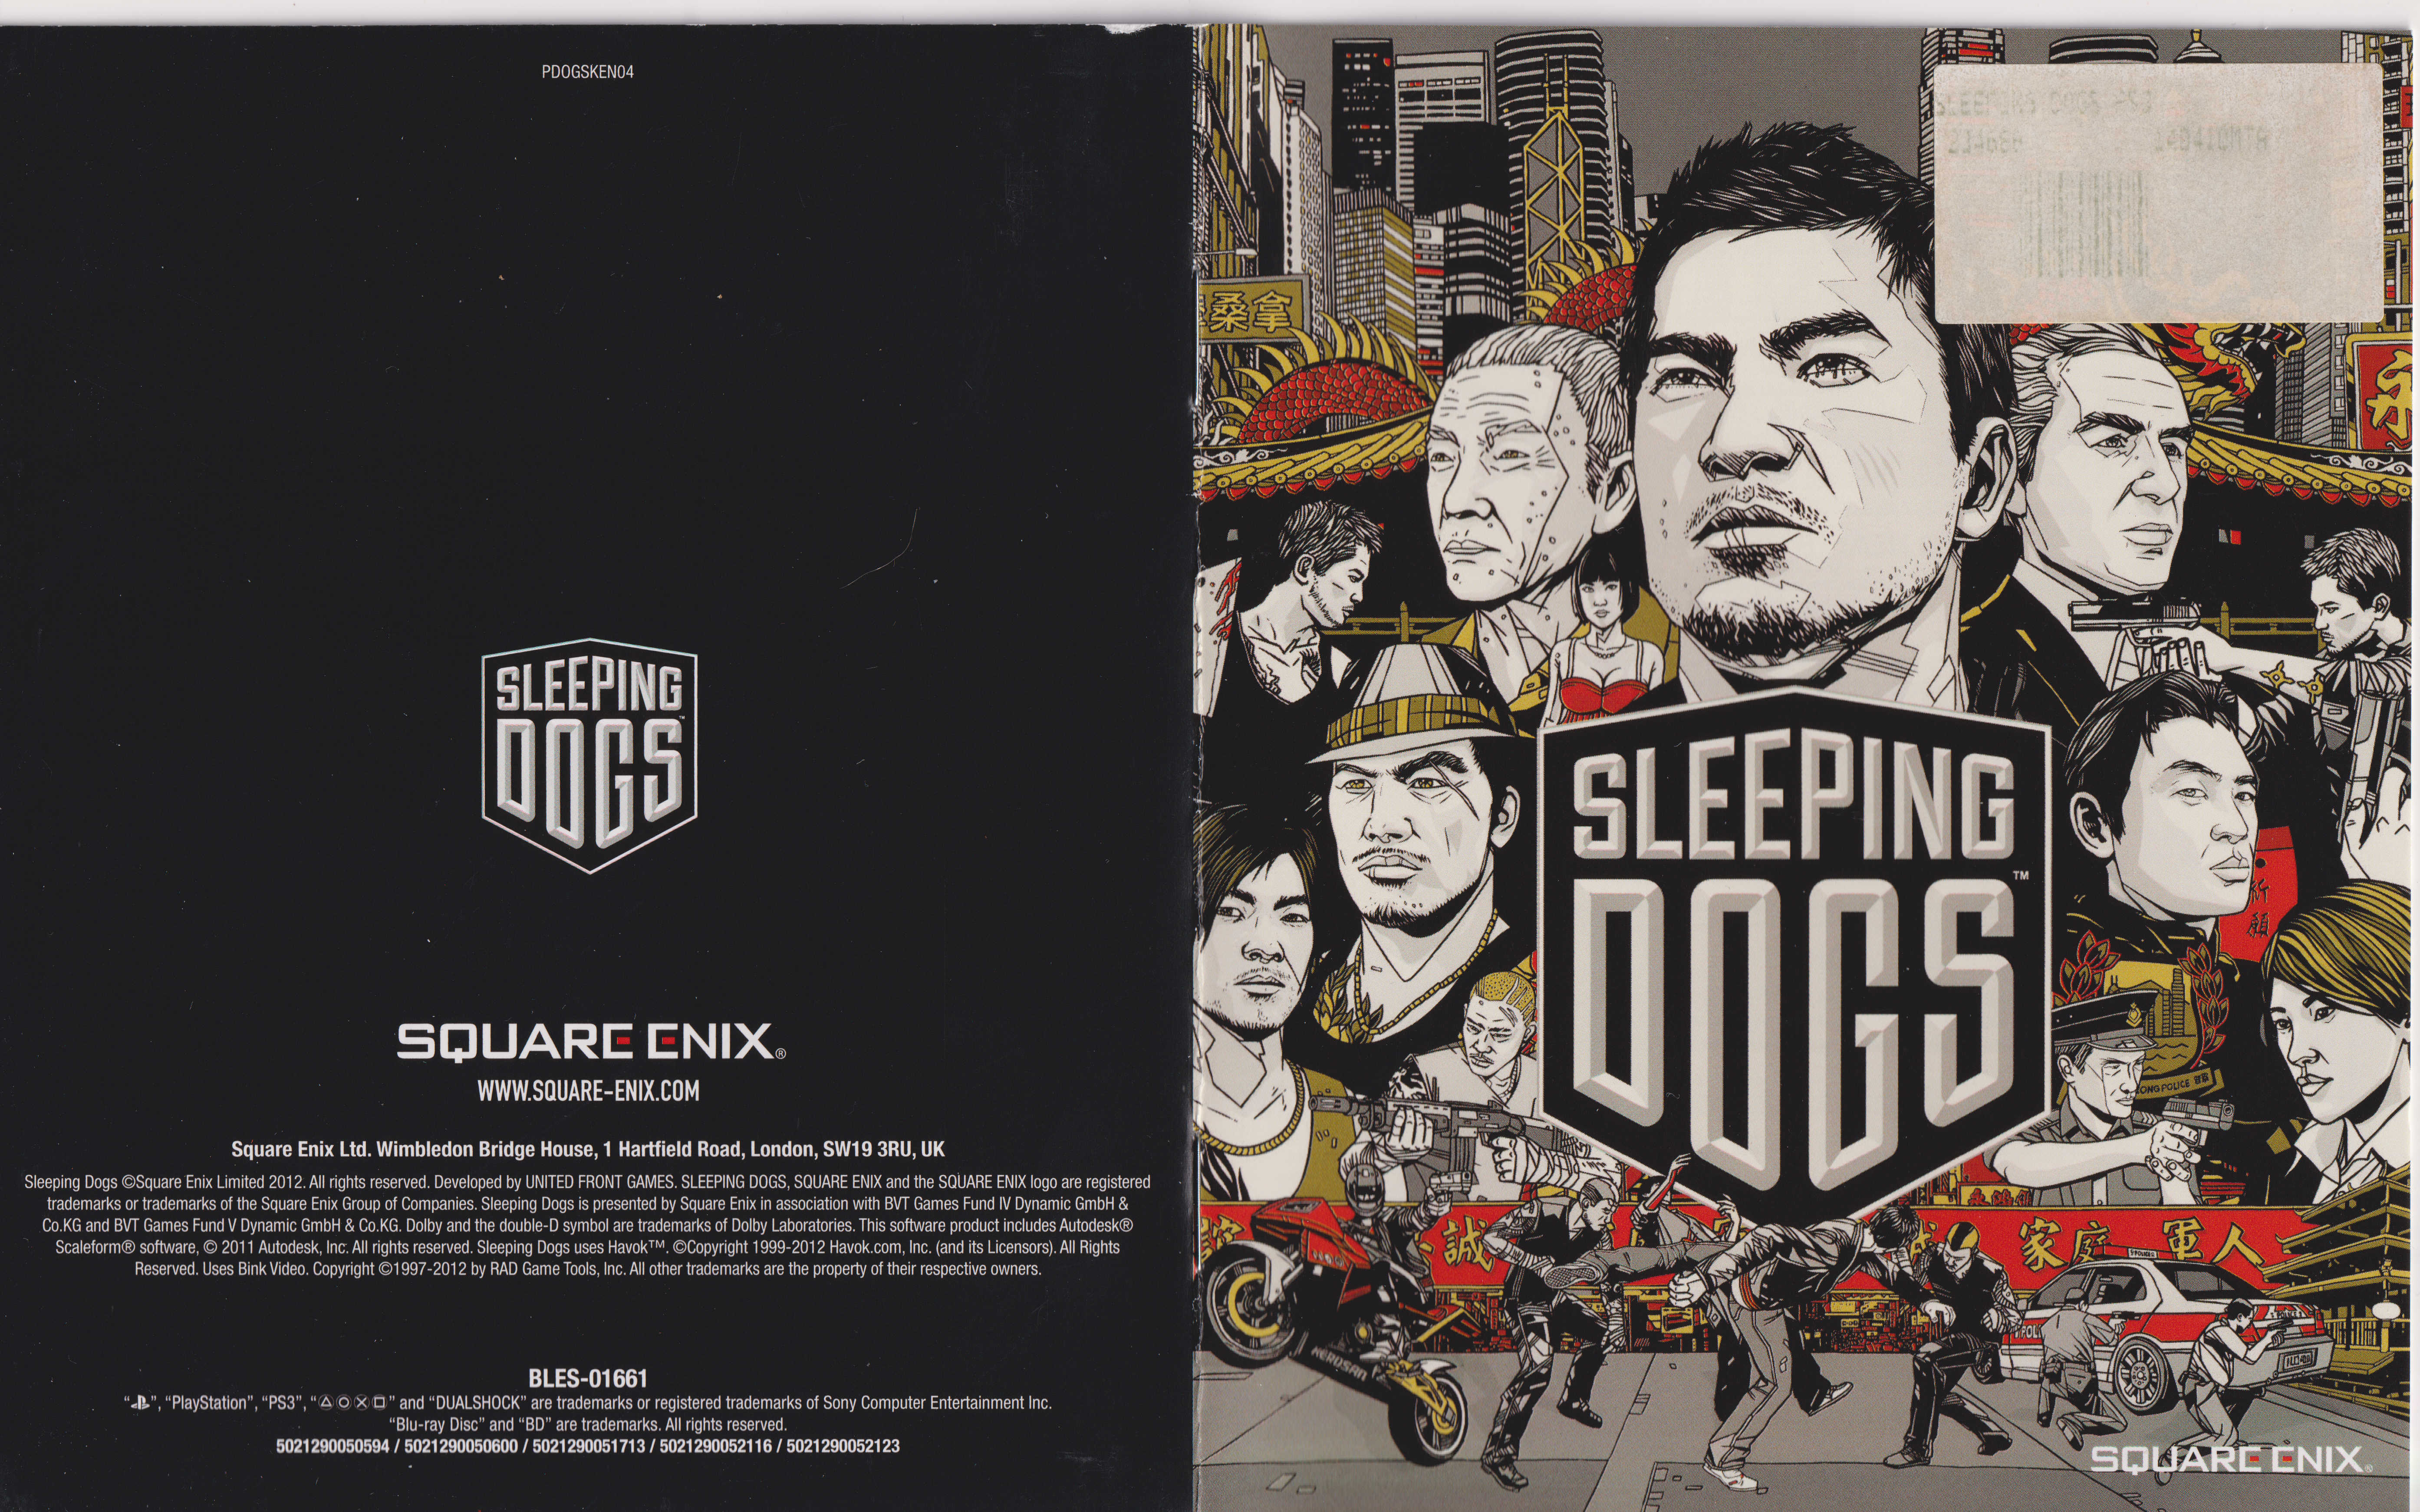 PDOGSKEN04
SLEEPING
DOGS™
SQUARE ENIX®
WWW.SQUARE-ENIX.COM
Square Enix Ltd. Wimbledon Bridge House, 1 Hartfield Road, London, SW19 3RU, UK
Sleeping Dogs ©Square Enix Limited 2012. All rights reserved. Developed by UNITED FRONT GAMES. SLEEPING DOGS, SQUARE ENIX and the SQUARE ENIX logo are registered
trademarks or trademarks of the Square Enix Group of Companies. Sleeping Dogs is presented by Square Enix in association with BVT Games Fund IV Dynamic GmbH &
Co.KG and BVT Games Fund V Dynamic GmbH & Co.KG. Dolby and the double-D symbol are trademarks of Dolby Laboratories. This software product includes Autodesk®
Scaleform® software, © 2011 Autodesk, Inc. All rights reserved. Sleeping Dogs uses Havok™. ©Copyright 1999-2012 Havok.com, Inc. (and its Licensors). All Rights
Reserved. Uses Bink Video. Copyright ©1997-2012 by RAD Game Tools, Inc. All other trademarks are the property of their respective owners.
BLES-01661
“ ”, “PlayStation”, “PS3”, “△○×□” and “DUALSHOCK” are trademarks or registered trademarks of Sony Computer Entertainment Inc.
“Blu-ray Disc” and “BD” are trademarks. All rights reserved.
5021290050594 / 5021290050600 / 5021290051713 / 5021290052116 / 5021290052123
桑拿
SLEEPING
DOGS™
祈願
ONG POLICE
誠
家庭 軍人
POLICE
SQUARE ENIX®